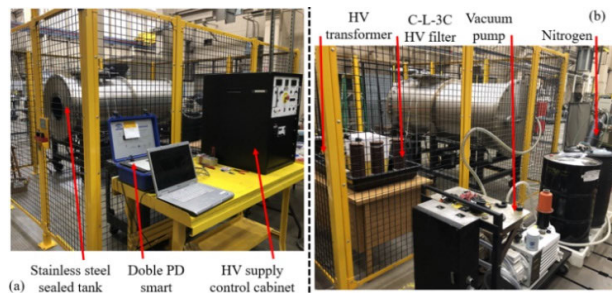 Stainless steel
sealed tank
Doble PD
smart
HV supply
control cabinet
(a)
HV
transformer
C-L-3C
HV filter
Vacuum
pump
Nitrogen
(b)